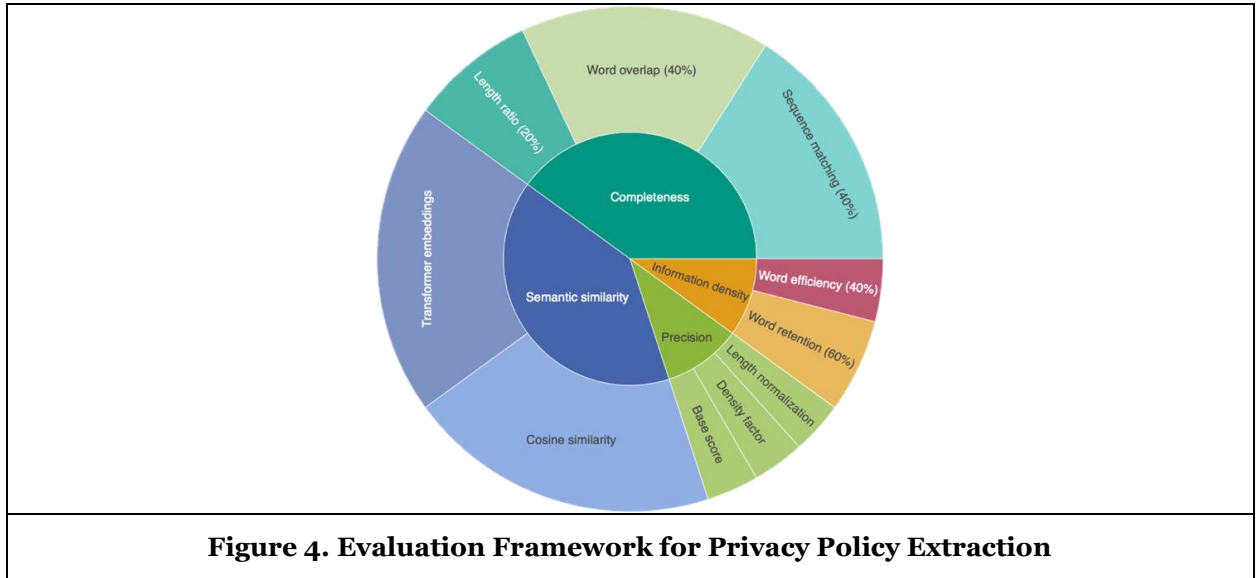 Word overlap (40%)
Length ratio (20%)
Sequence matching (40%)
Completeness
Transformer embeddings
Information density
Word efficiency (40%)
Semantic similarity
Word retention (60%)
Precision
Length normalization
Density factor
Base score
Cosine similarity
Figure 4. Evaluation Framework for Privacy Policy Extraction